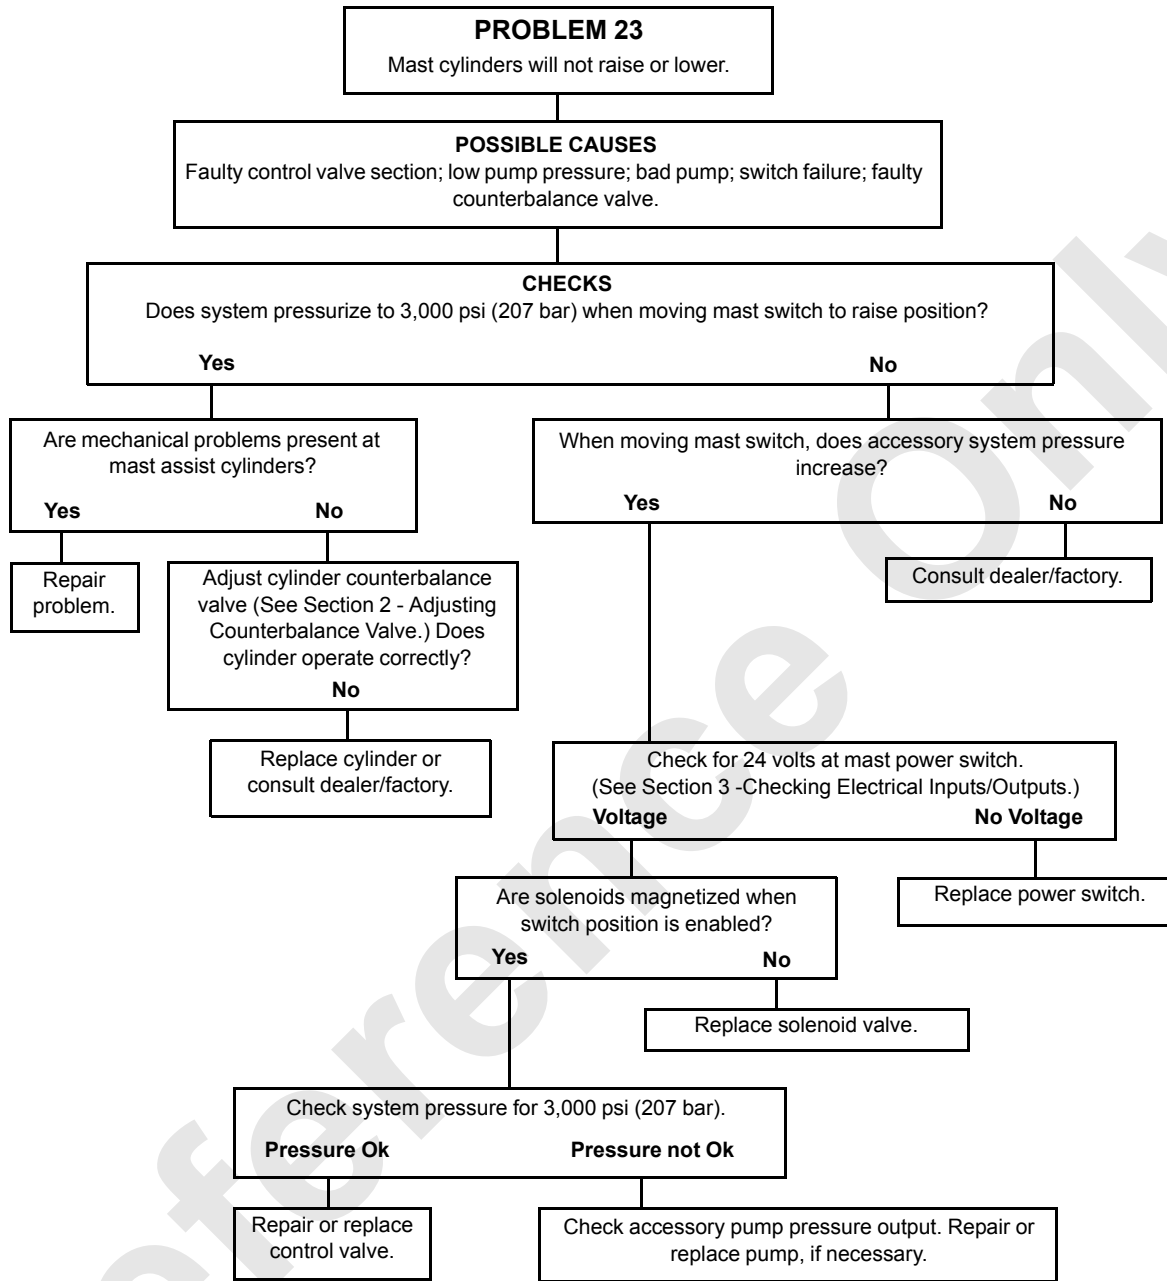 PROBLEM 23
Mast cylinders will not raise or lower.
POSSIBLE CAUSES
Faulty control valve section; low pump pressure; bad pump; switch failure; faulty
counterbalance valve.
CHECKS
Does system pressurize to 3,000 psi (207 bar) when moving mast switch to raise position?
Yes
No
Are mechanical problems present at
mast assist cylinders?
Yes
No
When moving mast switch, does accessory system pressure
increase?
Yes
No
Repair
problem.
Adjust cylinder counterbalance
valve (See Section 2 - Adjusting
Counterbalance Valve.) Does
cylinder operate correctly?
No
Consult dealer/factory.
Replace cylinder or
consult dealer/factory.
Check for 24 volts at mast power switch.
(See Section 3 -Checking Electrical Inputs/Outputs.)
Voltage
No Voltage
Are solenoids magnetized when
switch position is enabled?
Yes
No
Replace power switch.
Replace solenoid valve.
Check system pressure for 3,000 psi (207 bar).
Pressure Ok
Pressure not Ok
Repair or replace
control valve.
Check accessory pump pressure output. Repair or
replace pump, if necessary.
eference Only